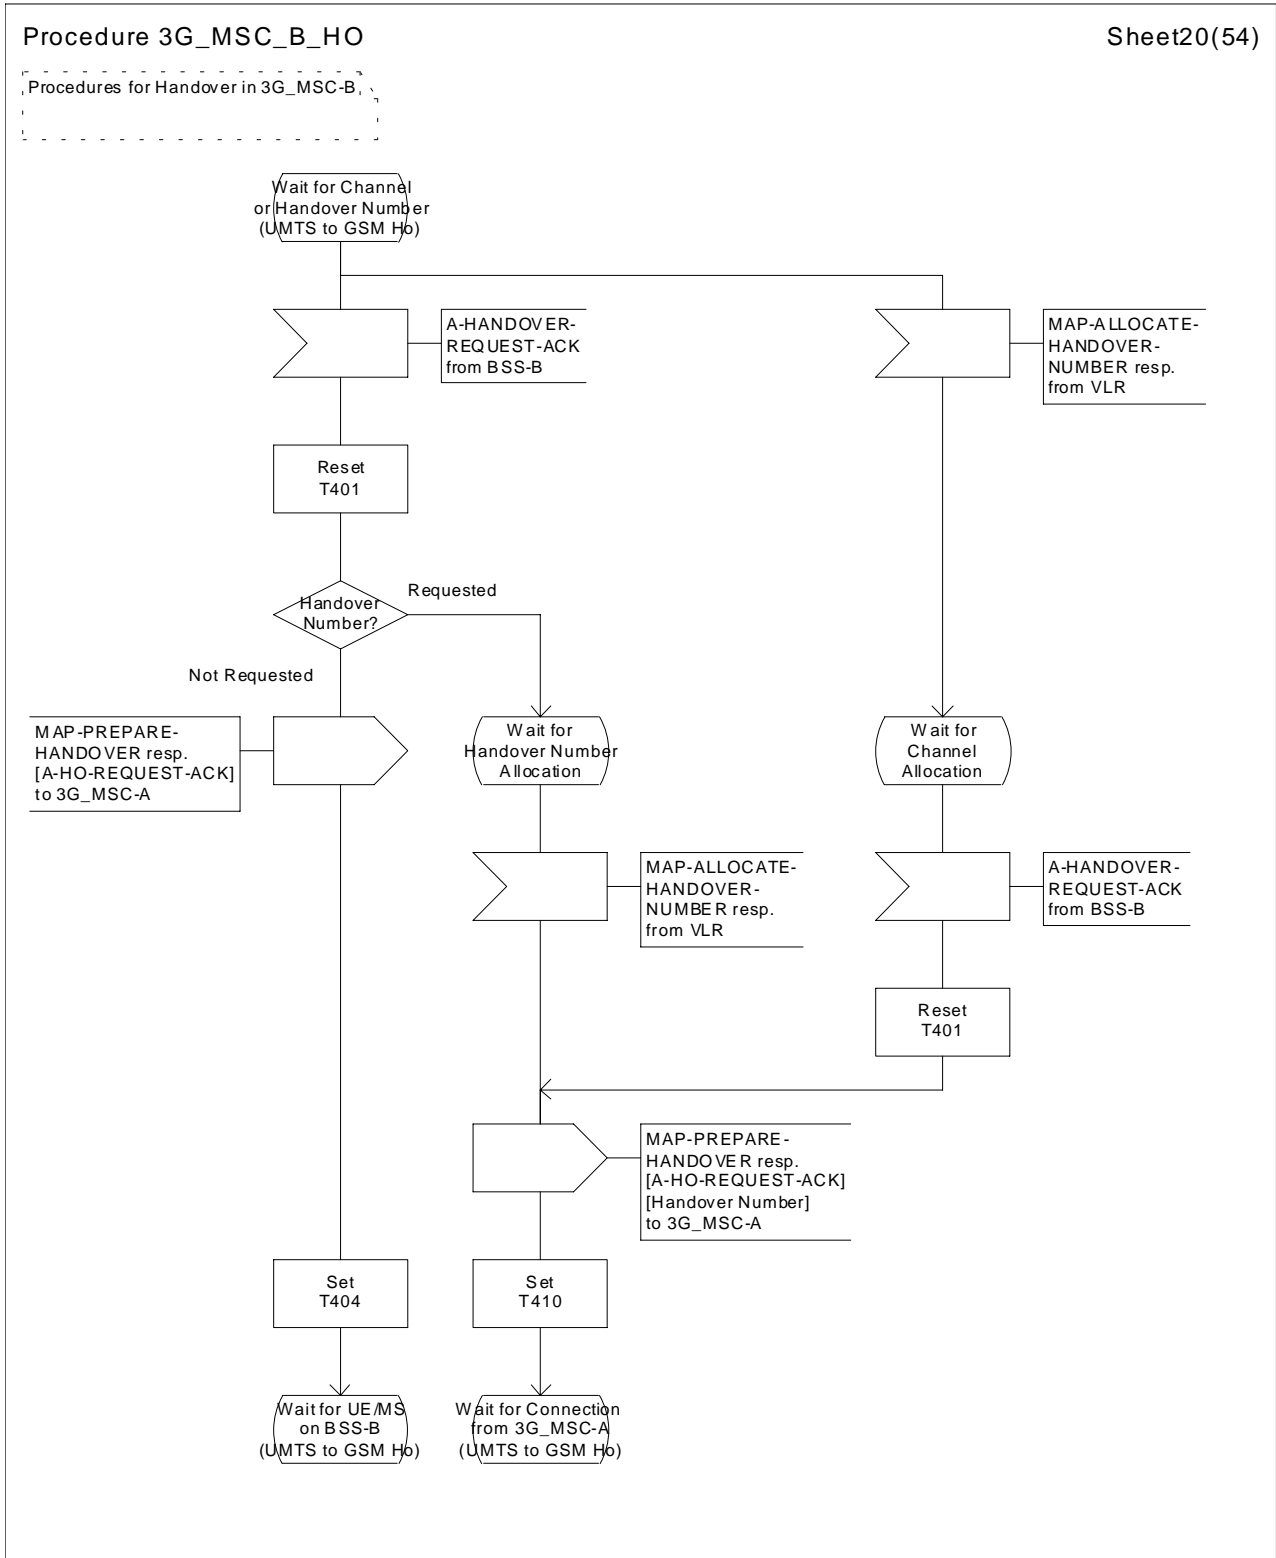 Procedure 3G_MSC_B_HO
Sheet20(54)
Procedures for Handover in 3G_MSC-B
Wait for Channel
or Handover Number
(UMTS to GSM Ho)
A-HANDOVER-
REQUEST-ACK
from BSS-B
MAP-ALLOCATE-
HANDOVER-
NUMBER resp.
from VLR
Reset
T401
Handover
Number?
Requested
Not Requested
MAP-PREPARE-
HANDOVER resp.
[A-HO-REQUEST-ACK]
to 3G_MSC-A
Wait for
Handover Number
Allocation
Wait for
Channel
Allocation
MAP-ALLOCATE-
HANDOVER-
NUMBER resp.
from VLR
A-HANDOVER-
REQUEST-ACK
from BSS-B
Reset
T401
MAP-PREPARE-
HANDOVER resp.
[A-HO-REQUEST-ACK]
[Handover Number]
to 3G_MSC-A
Set
T404
Set
T410
Wait for UE/MS
on BSS-B
(UMTS to GSM Ho)
Wait for Connection
from 3G_MSC-A
(UMTS to GSM Ho)